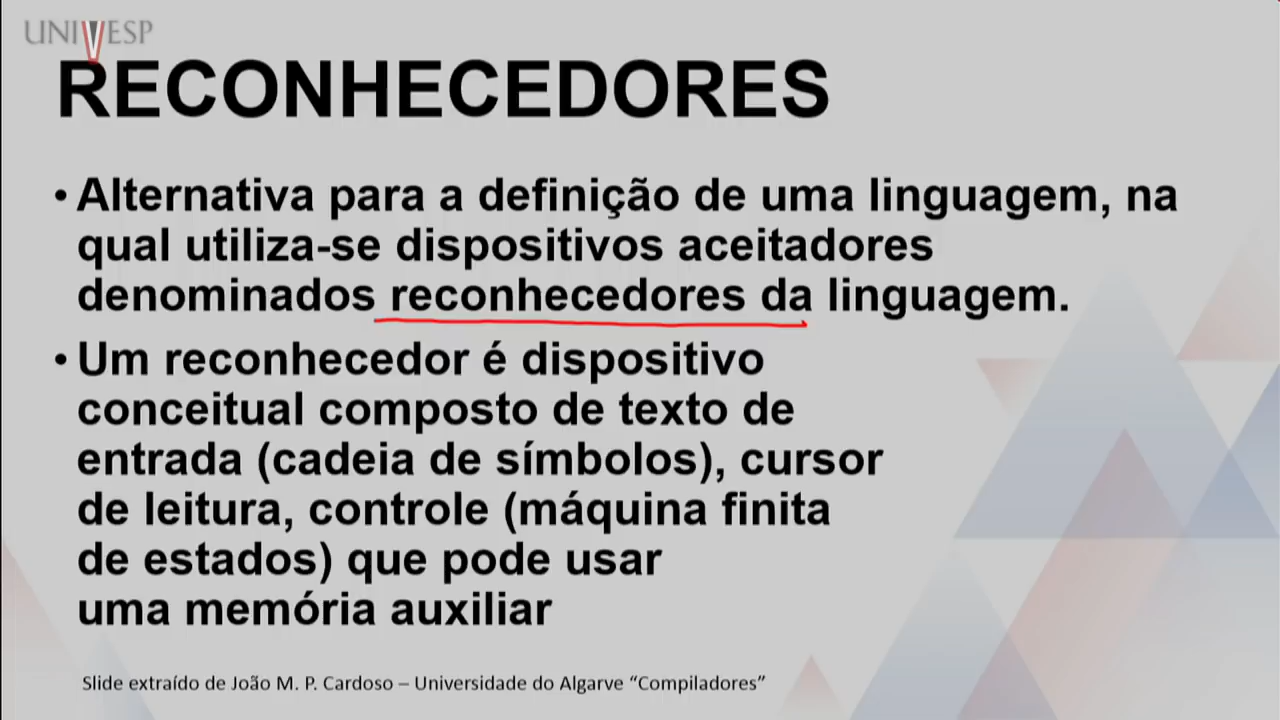 UNIVESP
RECONHECEDORES
• Alternativa para a definição de uma linguagem, na
qual utiliza-se dispositivos aceitadores
denominados reconhecedores da linguagem.
• Um reconhecedor é dispositivo
conceitual composto de texto de
entrada (cadeia de símbolos), cursor
de leitura, controle (máquina finita
de estados) que pode usar
uma memória auxiliar
Slide extraído de João M. P. Cardoso – Universidade do Algarve “Compiladores”